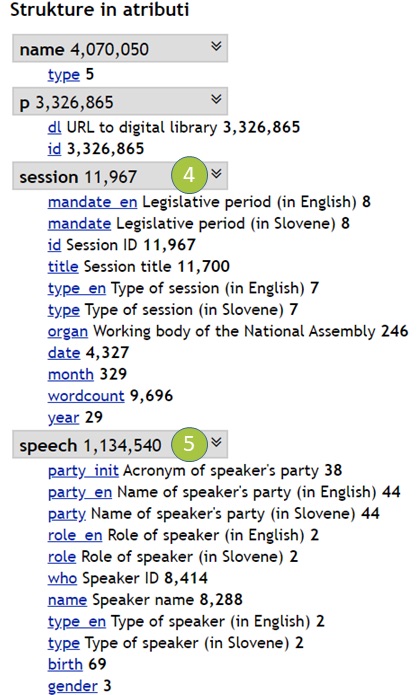 Strukture in atributi
name 4,070,050
type 5
p 3,326,865
dl URL to digital library 3,326,865
id 3,326,865
session 11,967 4
mandate_en Legislative period (in English) 8
mandate Legislative period (in Slovene) 8
id Session ID 11,967
title Session title 11,700
type_en Type of session (in English) 7
type Type of session (in Slovene) 7
organ Working body of the National Assembly 246
date 4,327
month 329
wordcount 9,696
year 29
speech 1,134,540 5
party_init Acronym of speaker's party 38
party_en Name of speaker's party (in English) 44
party Name of speaker's party (in Slovene) 44
role_en Role of speaker (in English) 2
role Role of speaker (in Slovene) 2
who Speaker ID 8,414
name Speaker name 8,288
type_en Type of speaker (in English) 2
type Type of speaker (in Slovene) 2
birth 69
gender 3